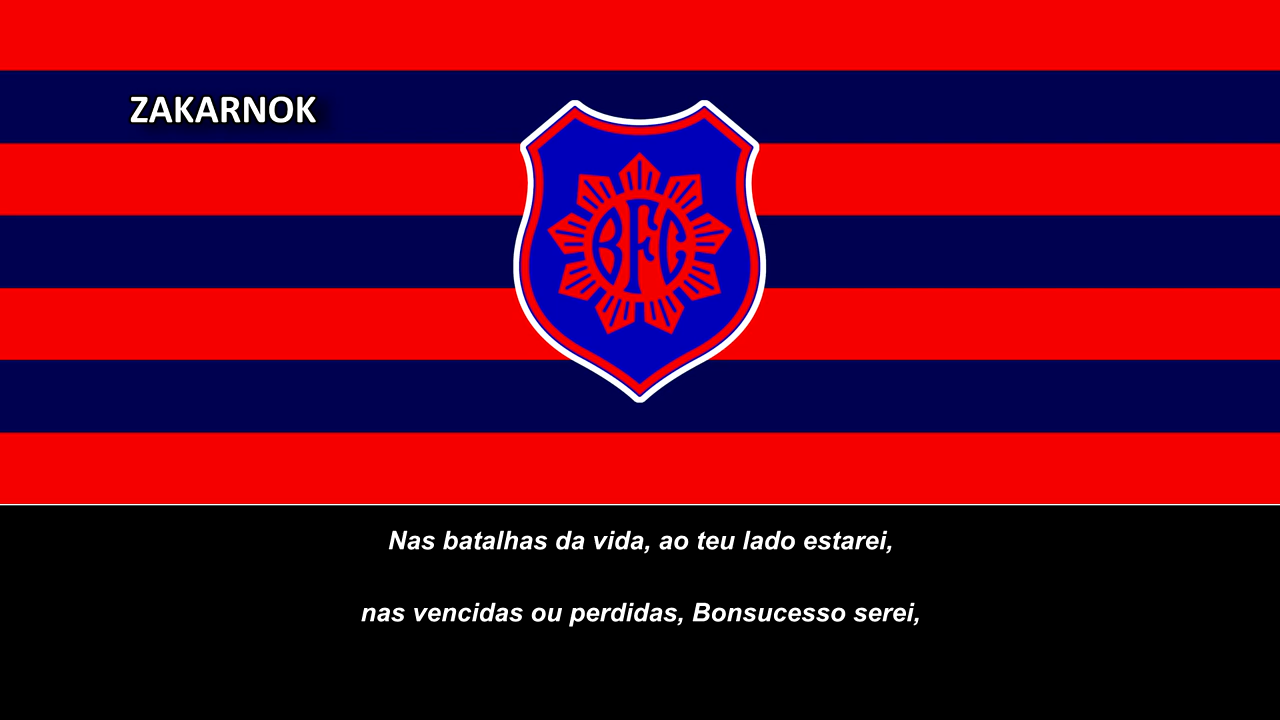 ZAKARNOK
BFC
Nas batalhas da vida, ao teu lado estarei,
nas vencidas ou perdidas, Bonsucesso serei,